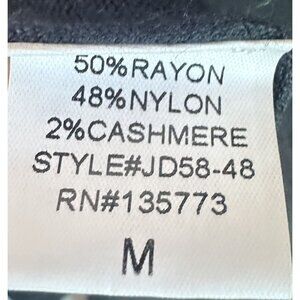 50%RAYON
48%NYLON
2%CASHMERE
STYLE#JD58-48
RN#135773
M